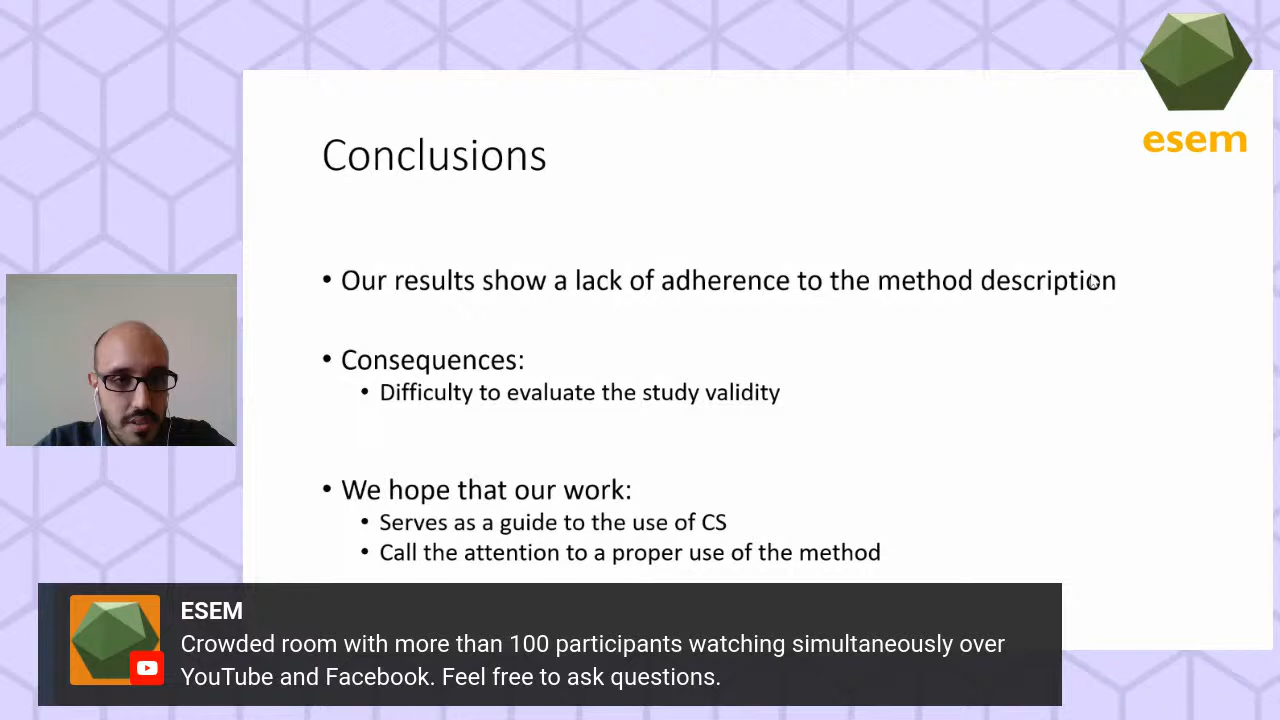 esem
Conclusions
• Our results show a lack of adherence to the method description
• Consequences:
• Difficulty to evaluate the study validity
• We hope that our work:
• Serves as a guide to the use of CS
• Call the attention to a proper use of the method
ESEM
Crowded room with more than 100 participants watching simultaneously over
YouTube and Facebook. Feel free to ask questions.